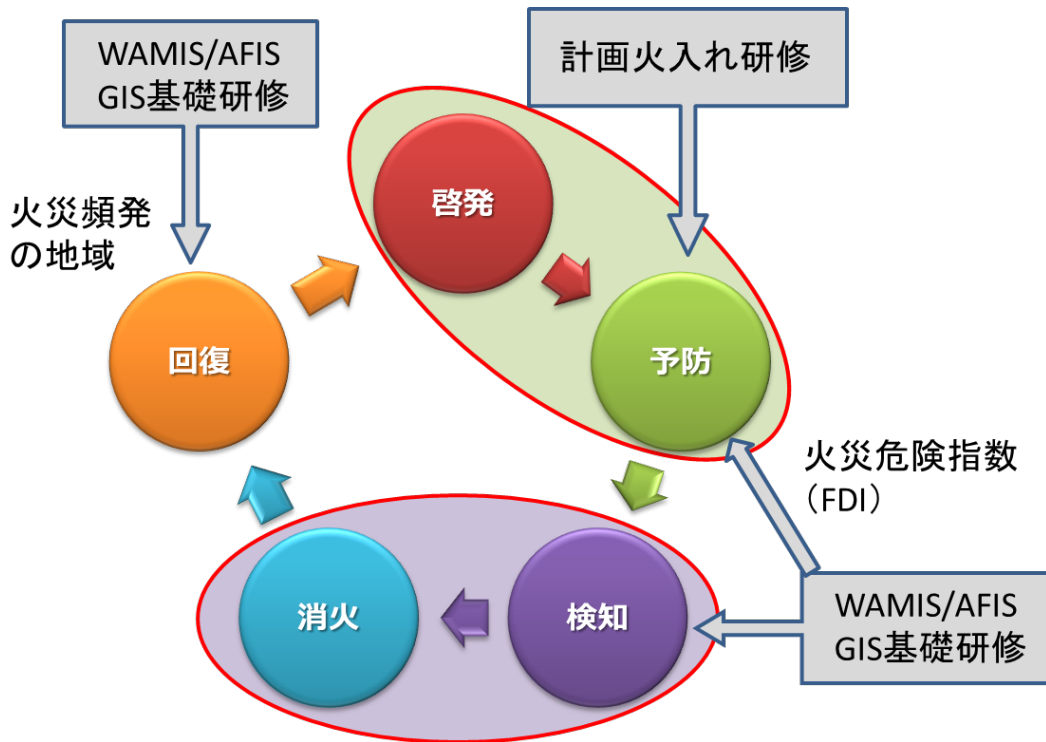 WAMIS/AFIS
GIS基礎研修
計画火入れ研修
火災頻発
の地域
啓発
回復
予防
火災危険指数
（FDI）
消火
検知
WAMIS/AFIS
GIS基礎研修